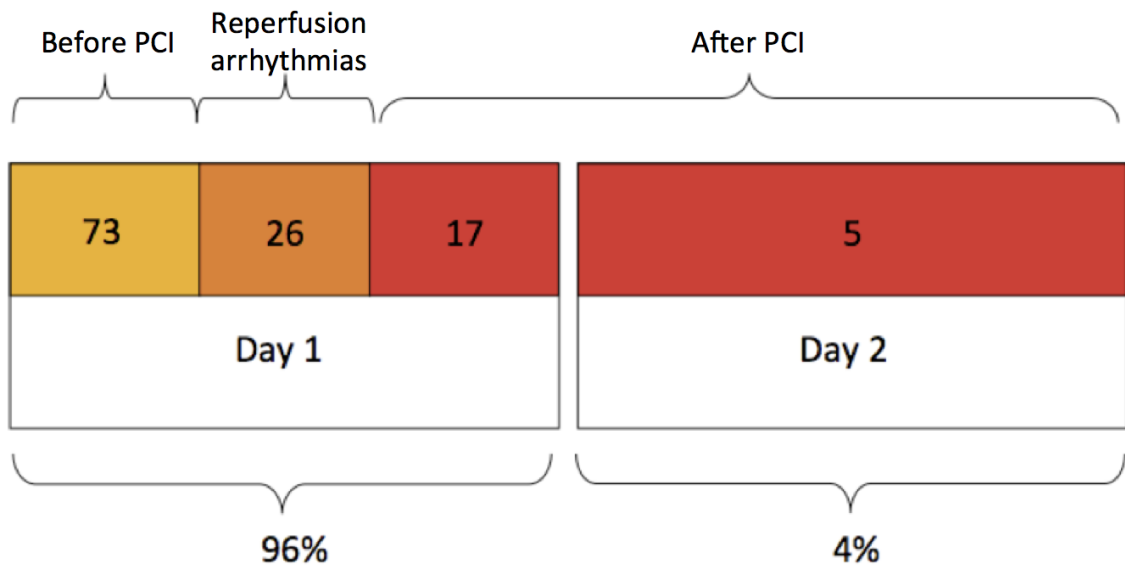 Before PCI
Reperfusion
arrhythmias
After PCI
73
26
17
5
Day 1
Day 2
96%
4%